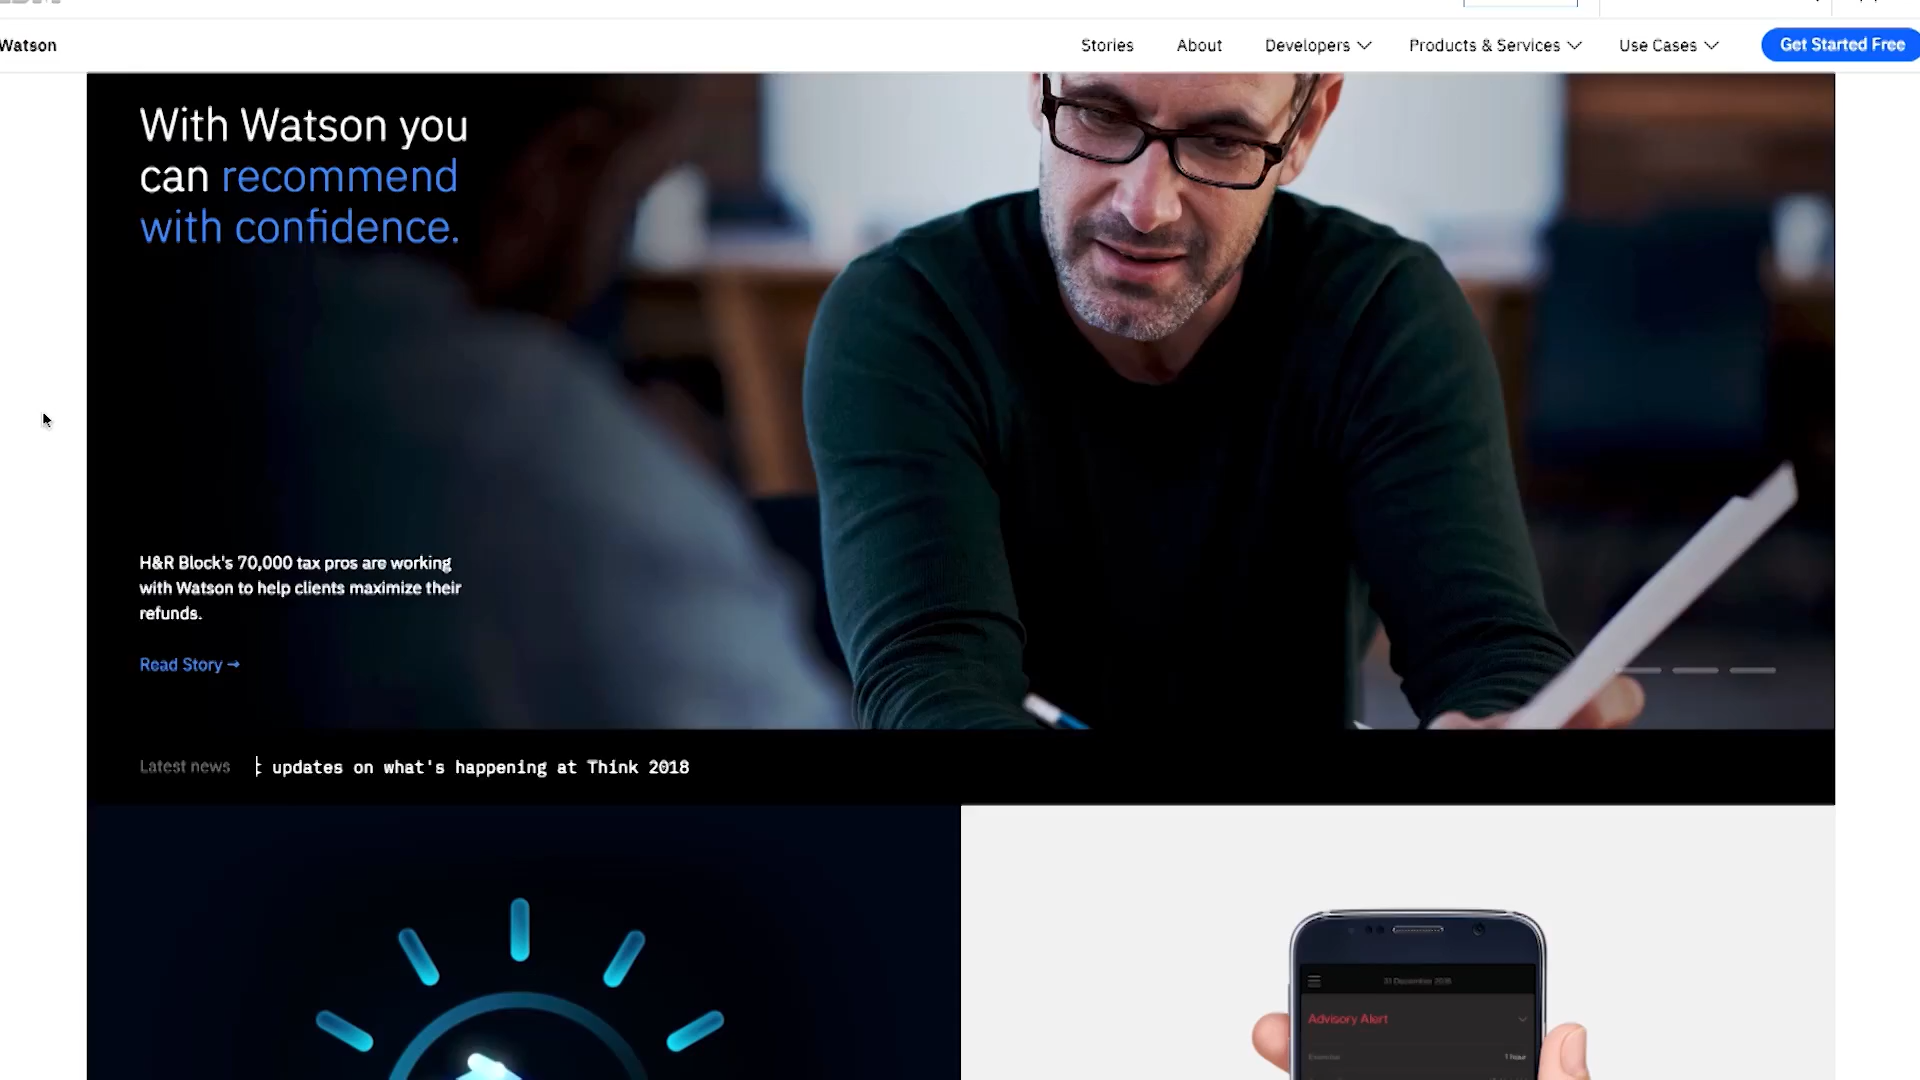 Watson
Stories
About
Developers
Products & Services
Use Cases
Get Started Free
With Watson you
can recommend
with confidence.
H&R Block's 70,000 tax pros are working
with Watson to help clients maximize their
refunds.
Read Story →
Latest news
updates on what's happening at Think 2018
Advisory Alert
1 hour